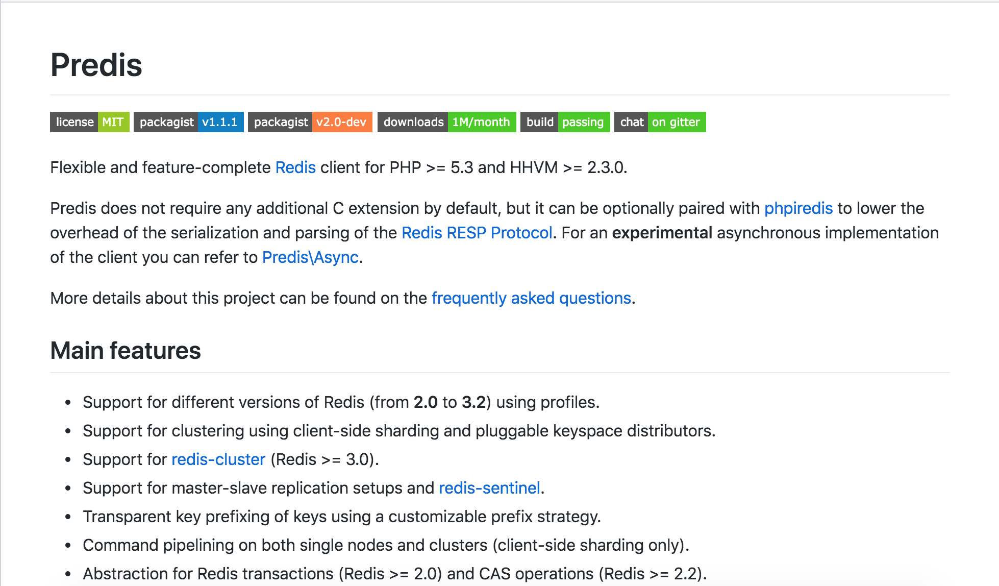 Predis
license MIT packagist v1.1.1 packagist v2.0-dev downloads 1M/month build passing chat on gitter
Flexible and feature-complete Redis client for PHP >= 5.3 and HHVM >= 2.3.0.
Predis does not require any additional C extension by default, but it can be optionally paired with phpiredis to lower the
overhead of the serialization and parsing of the Redis RESP Protocol. For an experimental asynchronous implementation
of the client you can refer to Predis\Async.
More details about this project can be found on the frequently asked questions.
Main features
• Support for different versions of Redis (from 2.0 to 3.2) using profiles.
• Support for clustering using client-side sharding and pluggable keyspace distributors.
• Support for redis-cluster (Redis >= 3.0).
• Support for master-slave replication setups and redis-sentinel.
• Transparent key prefixing of keys using a customizable prefix strategy.
• Command pipelining on both single nodes and clusters (client-side sharding only).
• Abstraction for Redis transactions (Redis >= 2.0) and CAS operations (Redis >= 2.2).